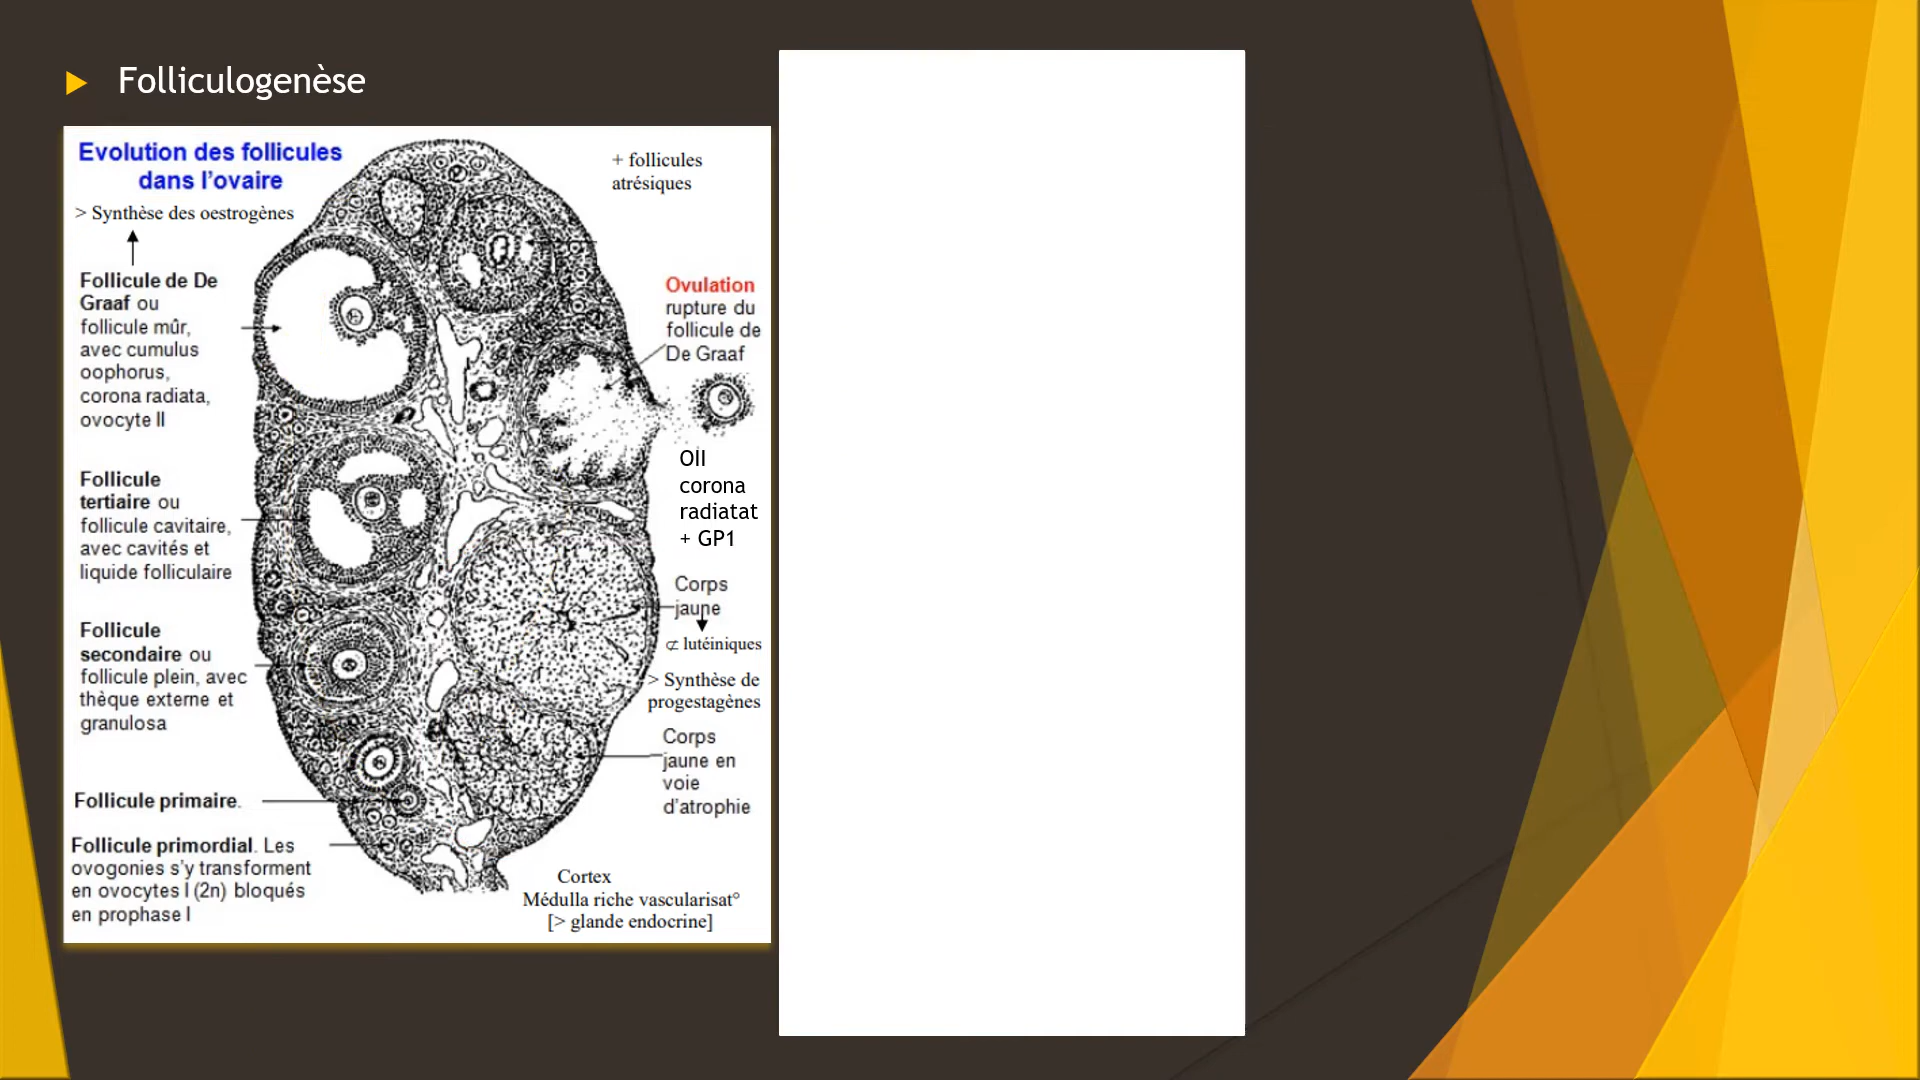 Folliculogenèse
Evolution des follicules
dans l'ovaire
> Synthèse des oestrogènes
Follicule de De
Graaf ou
follicule mûr,
avec cumulus
oophorus,
corona radiata,
ovocyte II
Follicule
tertiaire ou
follicule cavitaire,
avec cavités et
liquide folliculaire
Follicule
secondaire ou
follicule plein, avec
thèque externe et
granulosa
Follicule primaire.
Follicule primordial. Les
ovogonies s'y transforment
en ovocytes I (2n) bloqués
en prophase I
+ follicules
atrésiques
Ovulation
rupture du
follicule de
De Graaf
OII
corona
radiatat
+ GP1
Corps
jaune
⊄ lutéiniques
> Synthèse de
progestagènes
Corps
jaune en
voie
d'atrophie
Cortex
Médulla riche vascularisat°
[> glande endocrine]